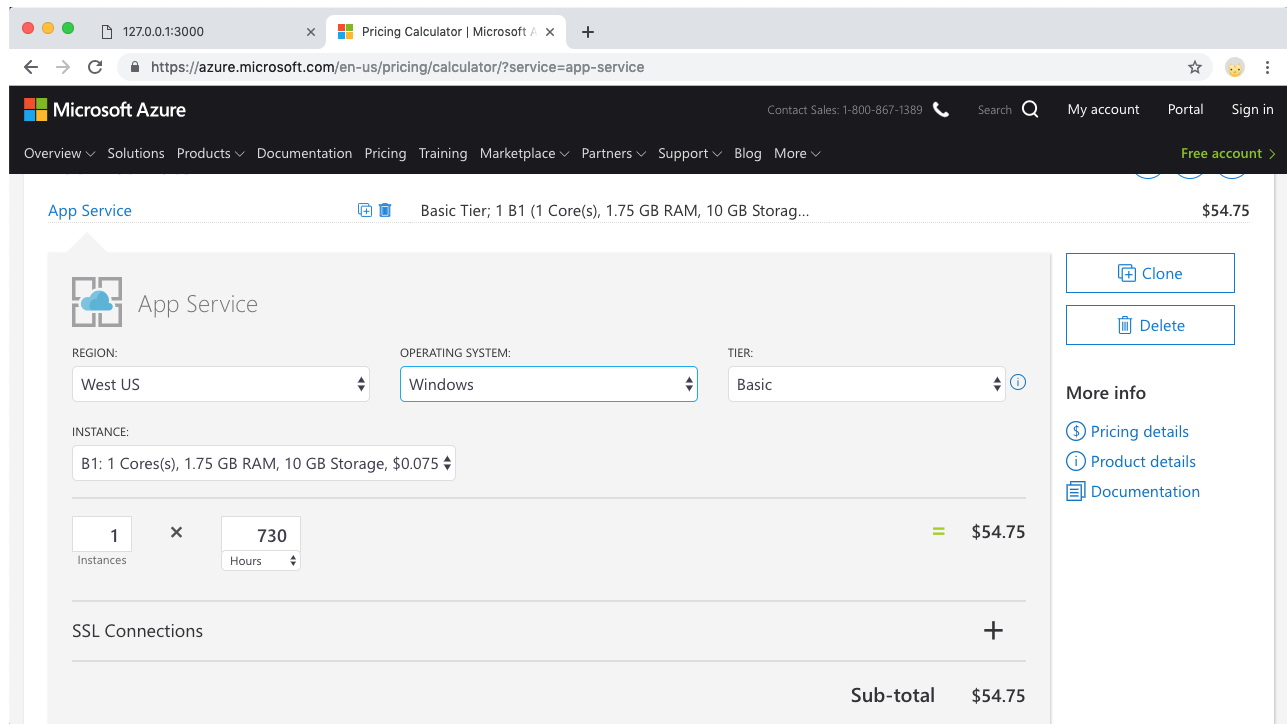 127.0.0.1:3000
Pricing Calculator | Microsoft A
https://azure.microsoft.com/en-us/pricing/calculator/?service=app-service
Microsoft Azure
Contact Sales: 1-800-867-1389
Search
My account
Portal
Sign in
Overview Solutions Products Documentation Pricing Training Marketplace Partners Support Blog More
Free account
App Service
Basic Tier; 1 B1 (1 Core(s), 1.75 GB RAM, 10 GB Storag...
$54.75
App Service
Clone
Delete
REGION:
OPERATING SYSTEM:
TIER:
West US
Windows
Basic
More info
Pricing details
Product details
Documentation
INSTANCE:
B1: 1 Cores(s), 1.75 GB RAM, 10 GB Storage, $0.075
1
Instances
730
Hours
= $54.75
SSL Connections
Sub-total $54.75